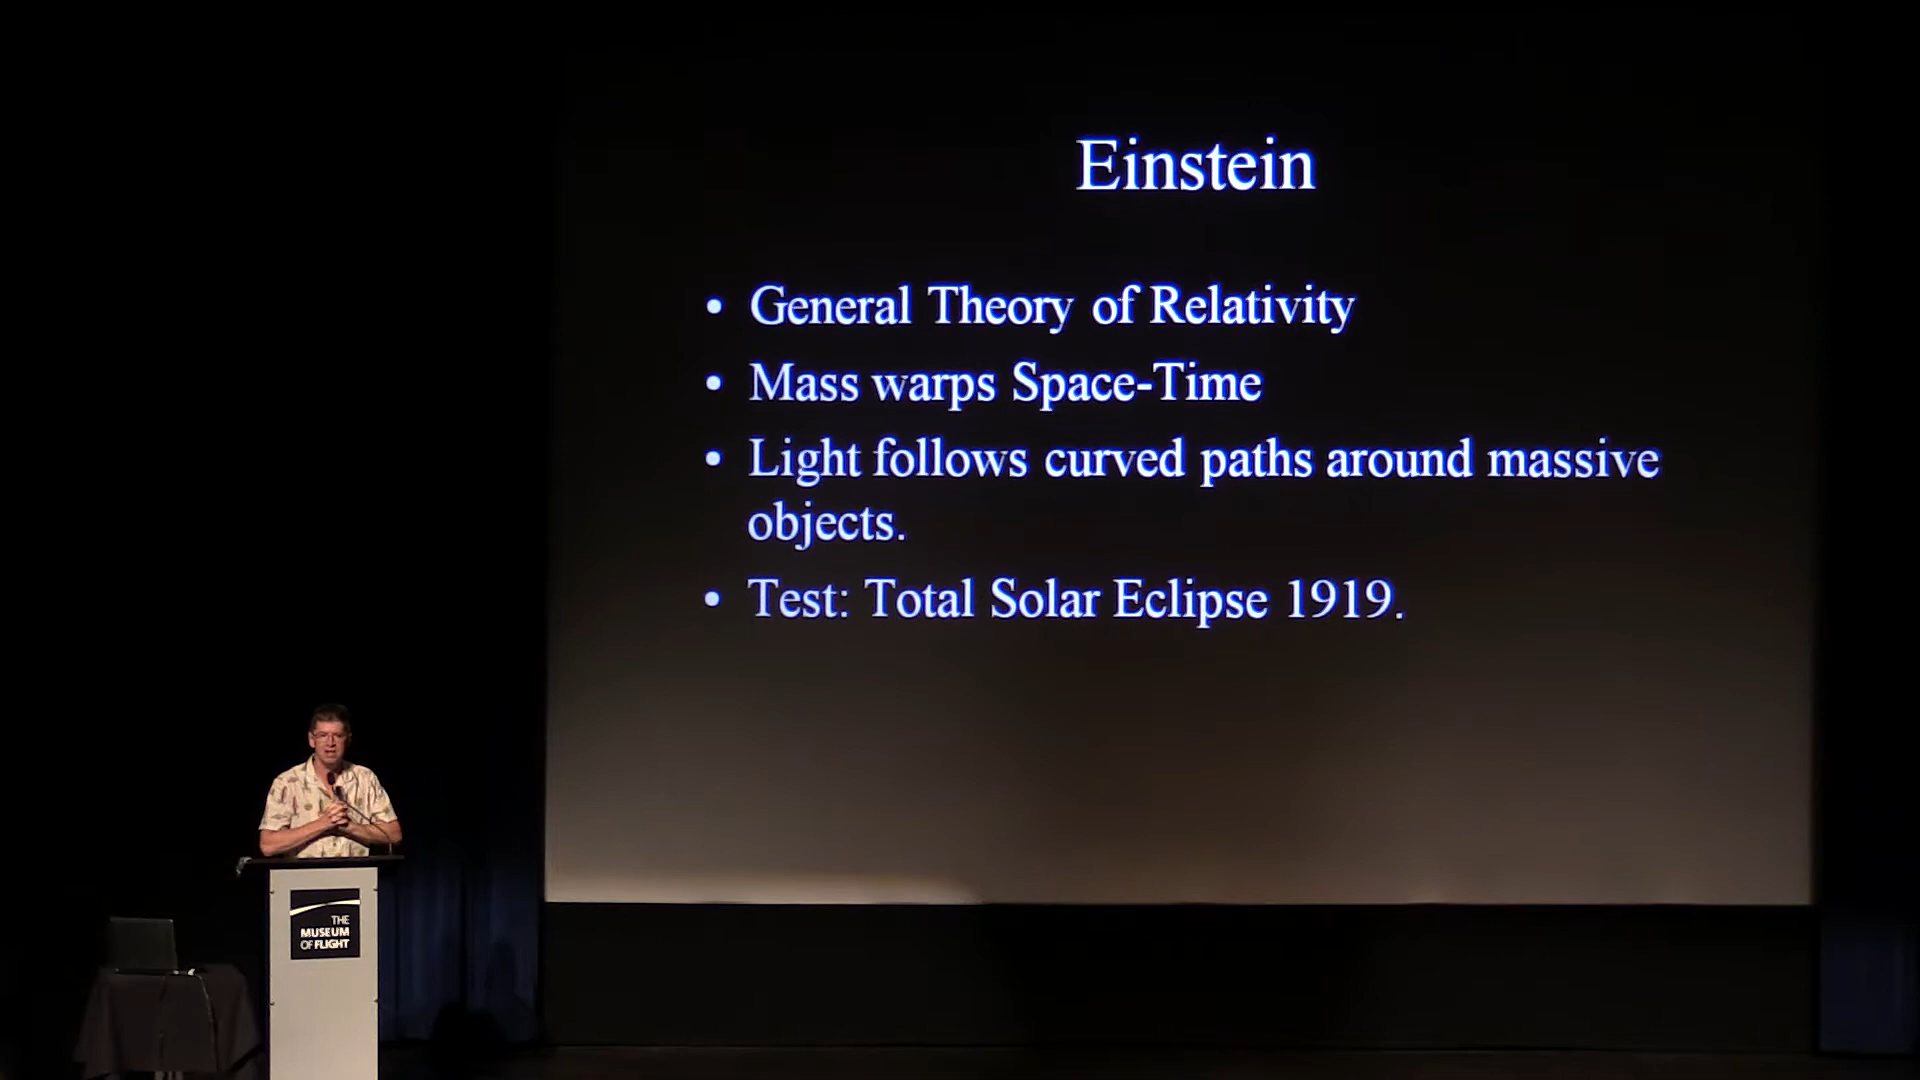 Einstein
• General Theory of Relativity
• Mass warps Space-Time
• Light follows curved paths around massive
objects.
• Test: Total Solar Eclipse 1919.
THE
MUSEUM
OF FLIGHT